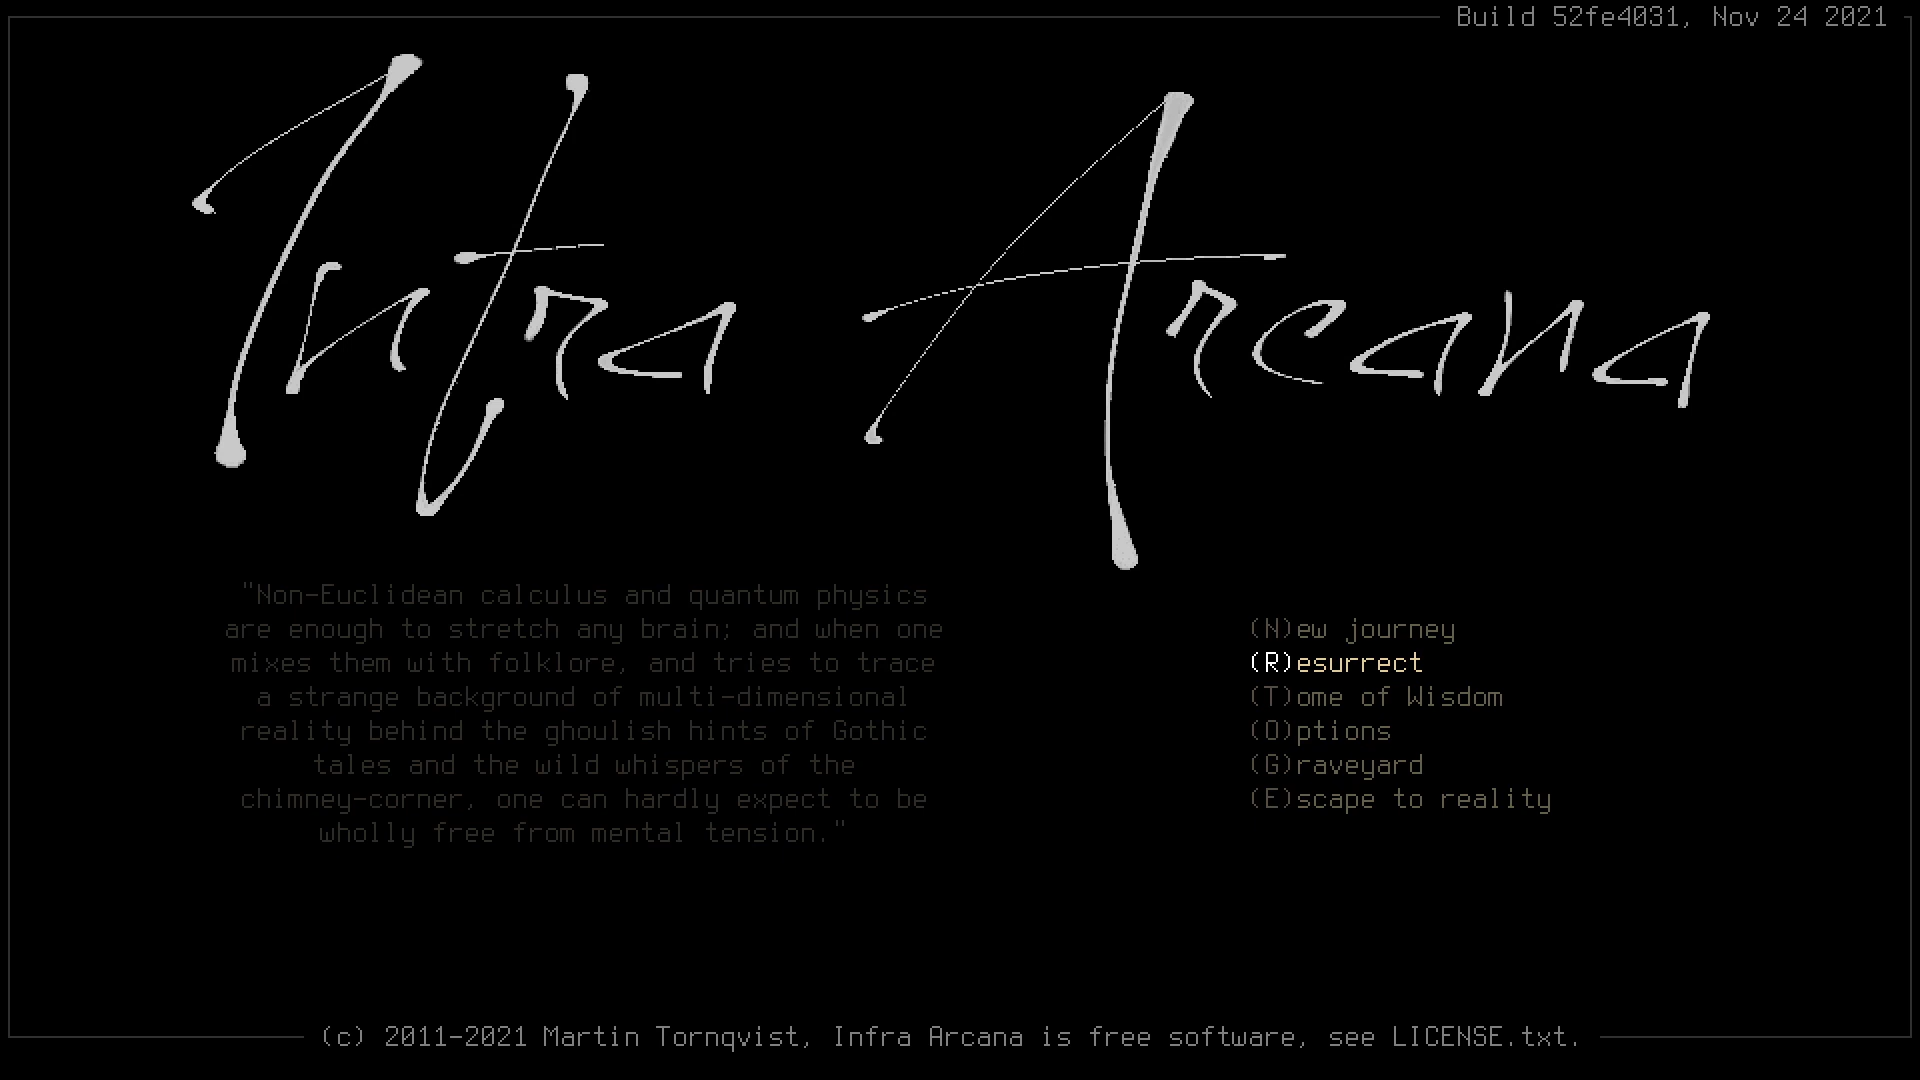 Build 52fe4031, Nov 24 2021
Infra Arcana
"Non-Euclidean calculus and quantum physics
are enough to stretch any brain; and when one
mixes them with folklore, and tries to trace
a strange background of multi-dimensional
reality behind the ghoulish hints of Gothic
tales and the wild whispers of the
chimney-corner, one can hardly expect to be
wholly free from mental tension."
(N)ew journey
(R)esurrect
(T)ome of Wisdom
(O)ptions
(G)raveyard
(E)scape to reality
(c) 2011-2021 Martin Tornqvist, Infra Arcana is free software, see LICENSE.txt.